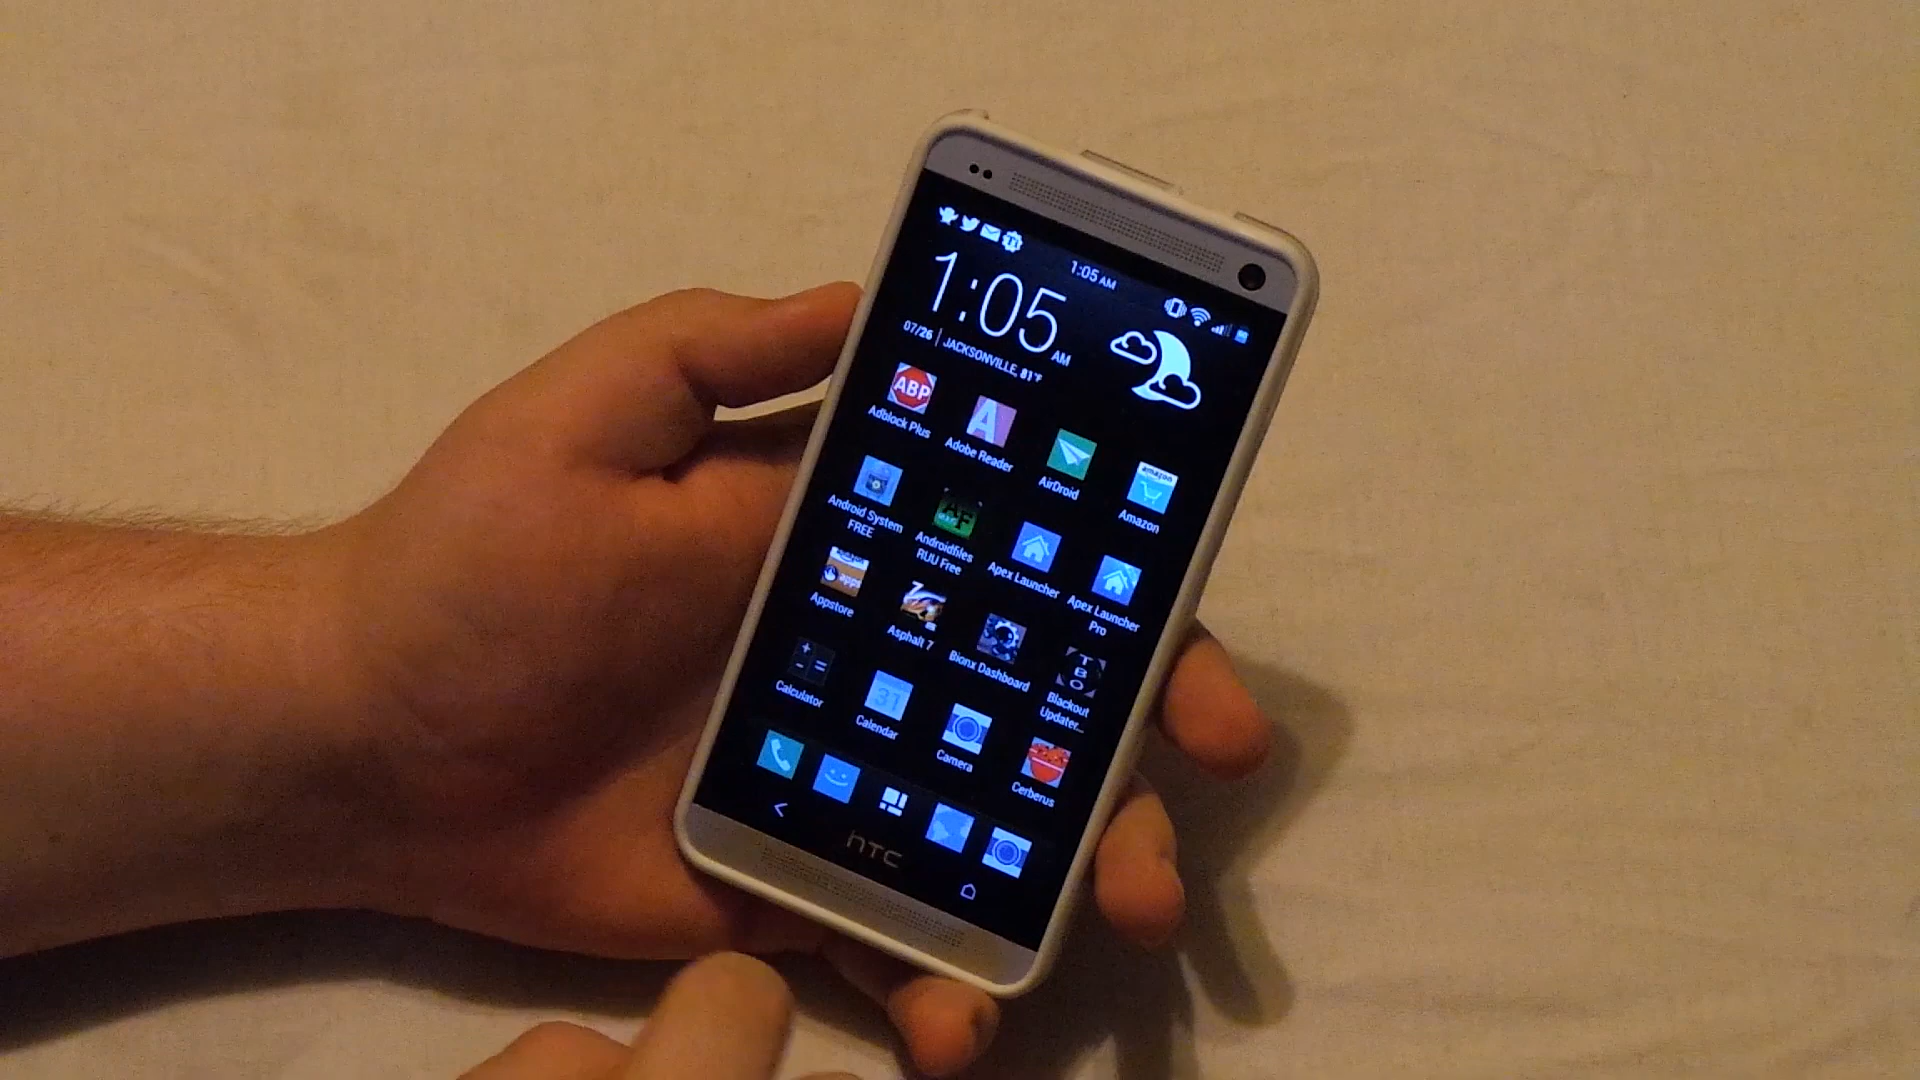 1:05 AM
1:05 AM
07/26 | JACKSONVILLE, 81°F
ABP
Adblock Plus
A
Adobe Reader
AirDroid
amazon
Amazon
Android System
FREE
AF
Androidfiles
RUU Free
Apex Launcher
Apex Launcher
Pro
apps
Appstore
7
Asphalt 7
Bionx Dashboard
T
B
O
Blackout
Updater...
+
- =
Calculator
31
Calendar
Camera
Cerberus
hTC